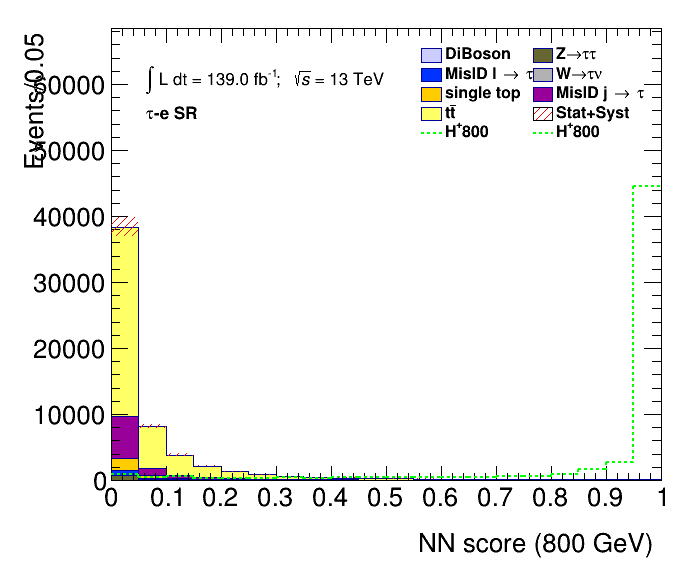 Events/0.05
60000
50000
40000
30000
20000
10000
0
∫ L dt = 139.0 fb⁻¹; √s = 13 TeV
τ-e SR
DiBoson
Z→ττ
MisID l → τ
W→τν
single top
MisID j → τ
tt̄
Stat+Syst
H⁺800
H⁺800
0 0.1 0.2 0.3 0.4 0.5 0.6 0.7 0.8 0.9 1
NN score (800 GeV)